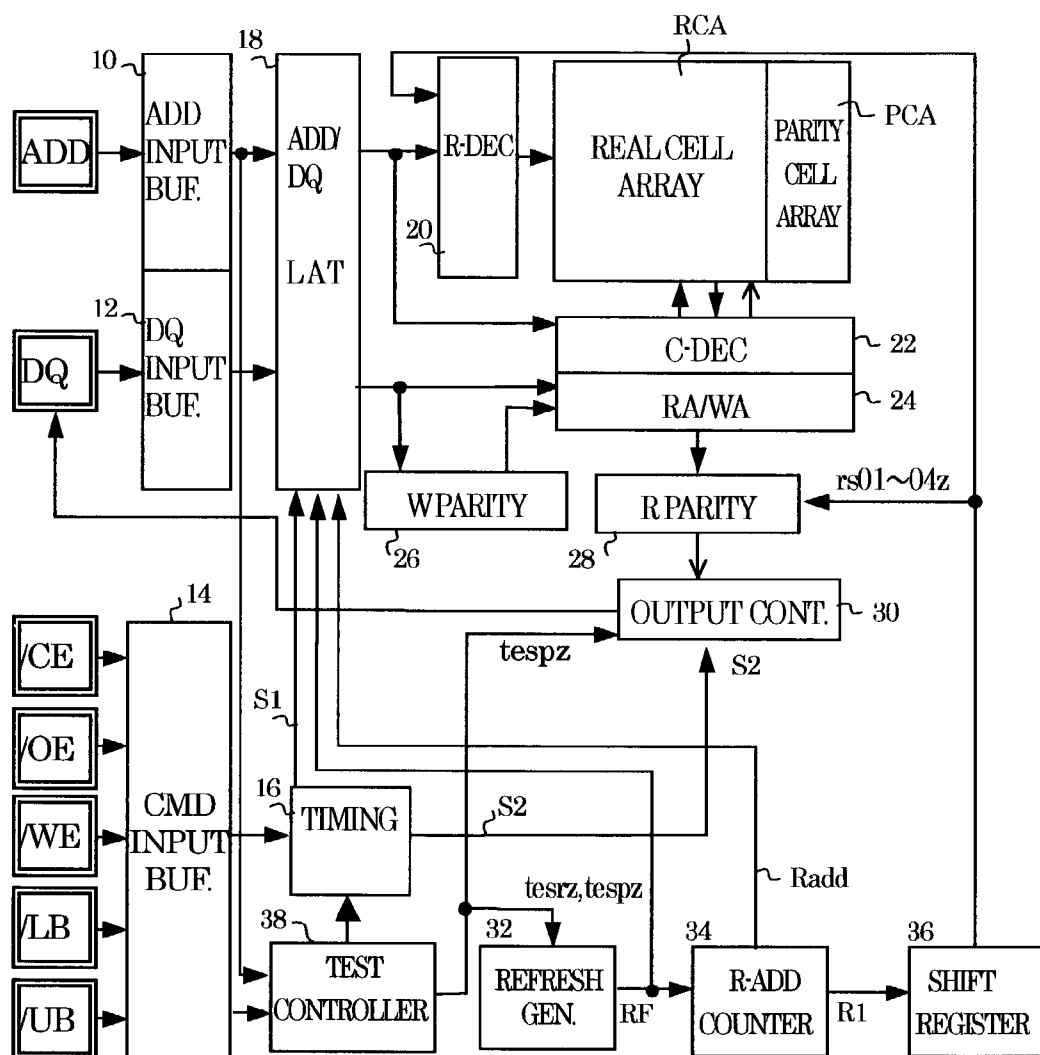 RCA
10
18
ADD
ADD
INPUT
BUF.
ADD/
DQ
LAT
R-DEC
20
REAL CELL
ARRAY
PARITY
CELL
ARRAY
PCA
12
DQ
DQ
INPUT
BUF.
C-DEC
22
RA/WA
24
W PARITY
26
R PARITY
28
rs01~04z
OUTPUT CONT.
30
tespz
S2
14
/CE
/OE
/WE
/LB
/UB
CMD
INPUT
BUF.
S1
16
TIMING
S2
Radd
tesrz,tespz
38
TEST
CONTROLLER
32
REFRESH
GEN.
RF
34
R-ADD
COUNTER
R1
36
SHIFT
REGISTER